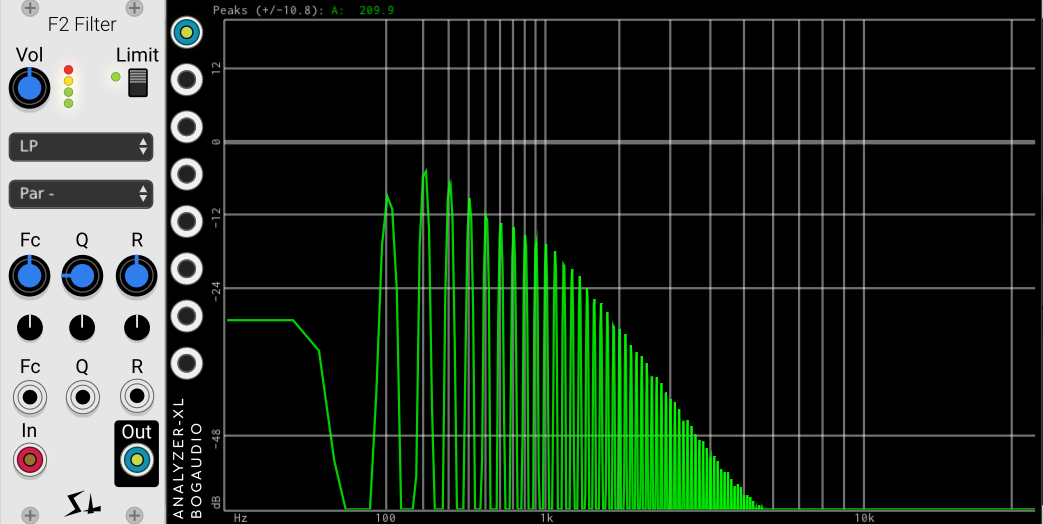 F2 Filter
Vol
Limit
LP
Par -
Fc Q R
Fc Q R
In
Out
SL
ANALYZER-XL
BOGAUDIO
Peaks (+/-10.8): A: 209.9
12
0
-12
-24
-48
dB
Hz 100 1k 10k